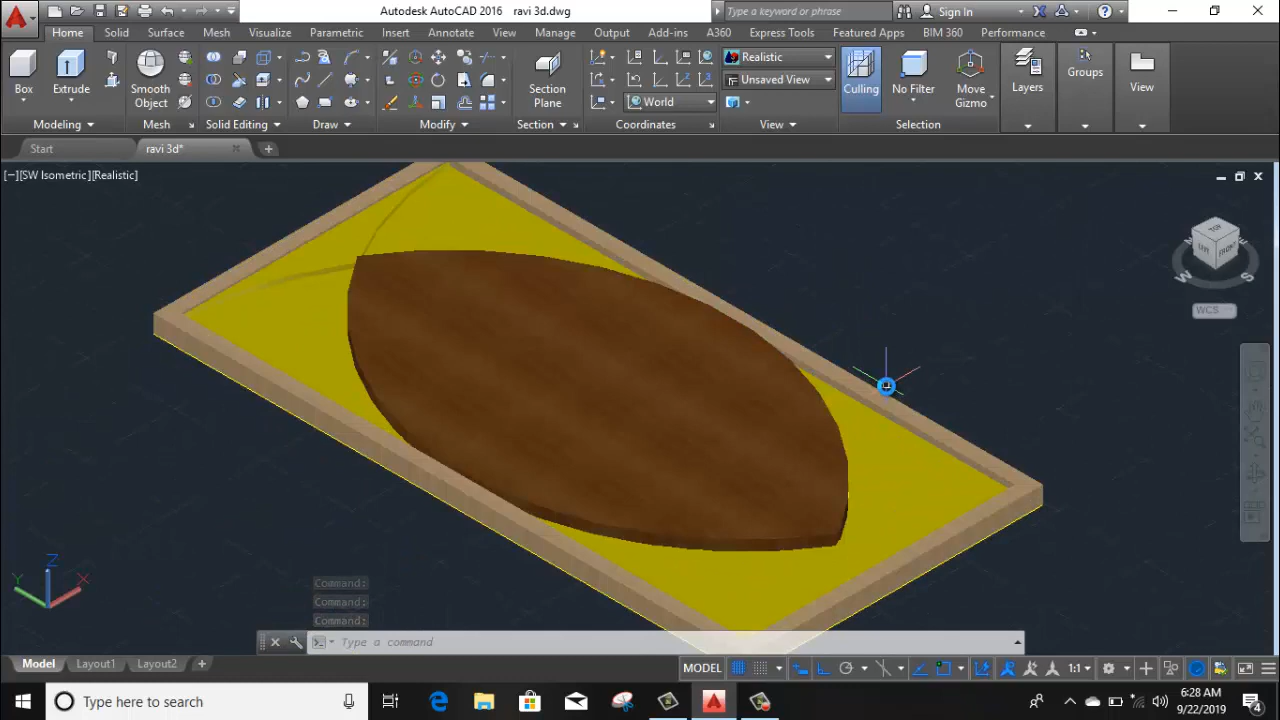 Autodesk AutoCAD 2016 ravi 3d.dwg
Type a keyword or phrase
Sign In
Home Solid Surface Mesh Visualize Parametric Insert Annotate View Manage Output Add-ins A360 Express Tools Featured Apps BIM 360 Performance
Box
Extrude
Smooth Object
Section Plane
World
Realistic
Unsaved View
Culling
No Filter
Move Gizmo
Layers
Groups
View
Modeling Mesh Solid Editing Draw Modify Section Coordinates View Selection
Start ravi 3d*
[−][SW Isometric][Realistic]
TOP
FRONT
W S
WCS
Z
Y X
Command:
Command:
Command:
Type a command
Model Layout1 Layout2
MODEL
1:1
Type here to search
6:28 AM
9/22/2019
4